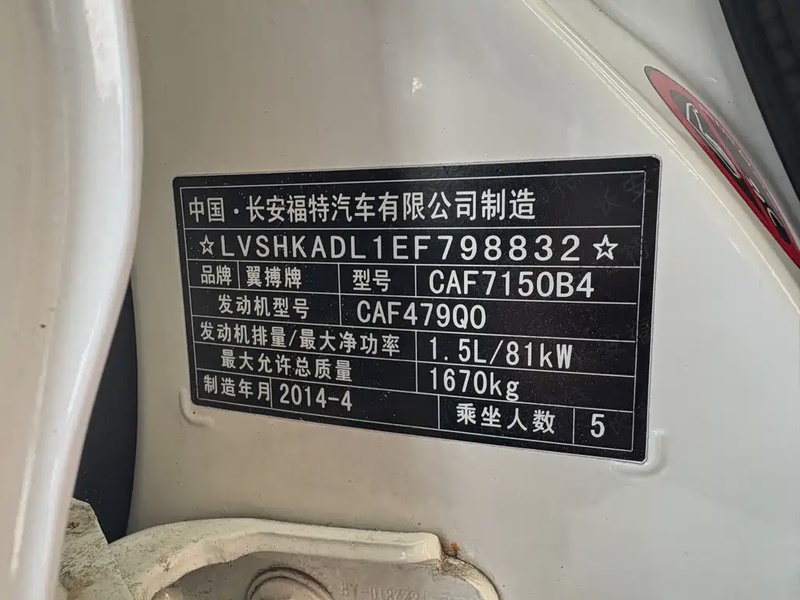 中国·长安福特汽车有限公司制造
☆LVSHKADL1EF798832☆
品牌 翼搏牌 型号 CAF7150B4
发动机型号 CAF479Q0
发动机排量/最大净功率 1.5L/81kW
最大允许总质量 1670kg
制造年月 2014-4 乘坐人数 5